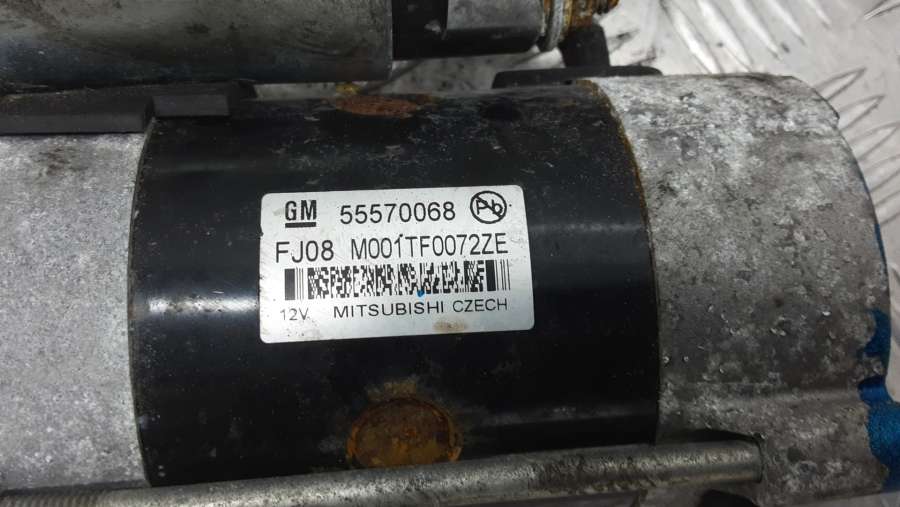 GM 55570068 Pb
FJ08 M001TF0072ZE
12V MITSUBISHI CZECH